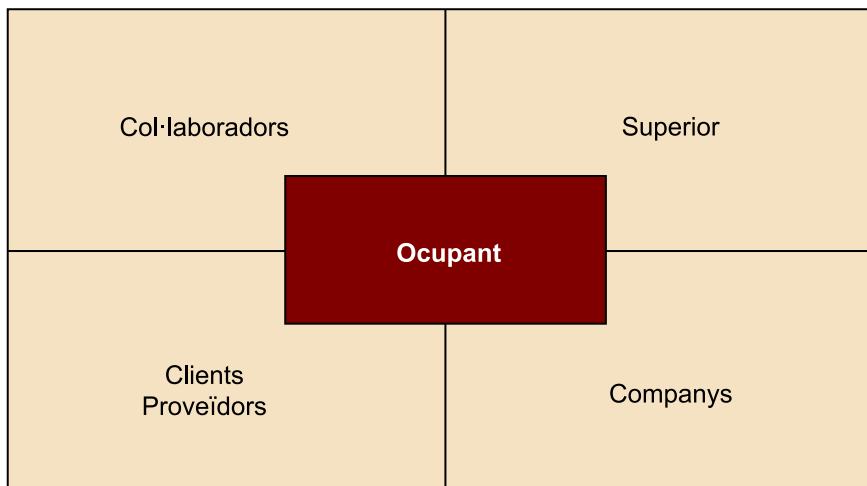 Col·laboradors
Superior
Ocupant
Clients
Proveïdors
Companys